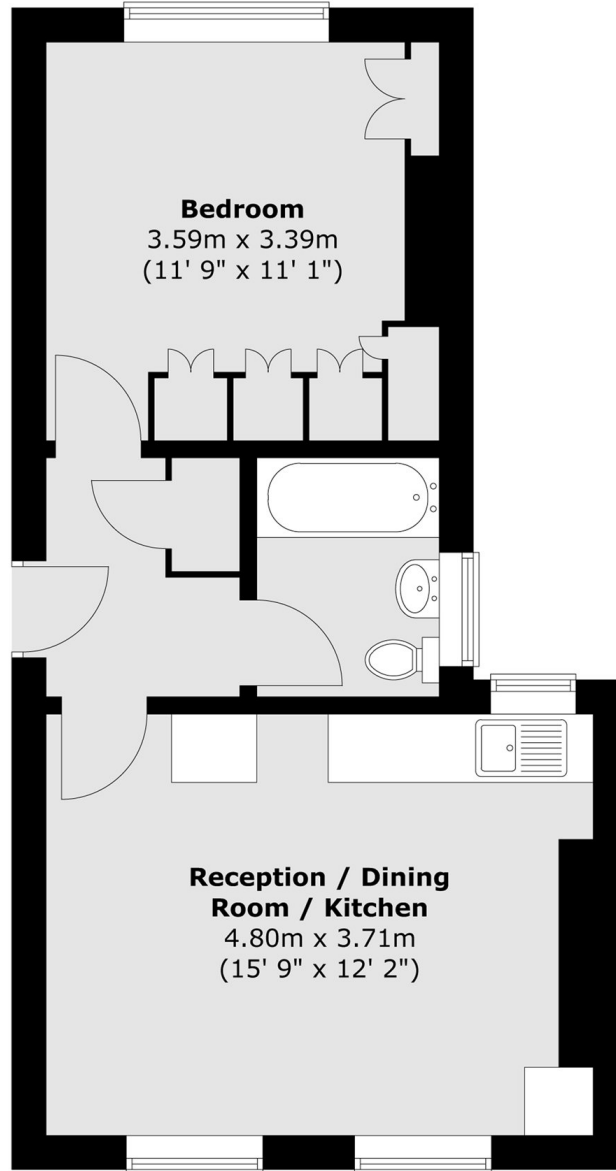 Bedroom
3.59m x 3.39m
(11' 9" x 11' 1")
Reception / Dining
Room / Kitchen
4.80m x 3.71m
(15' 9" x 12' 2")